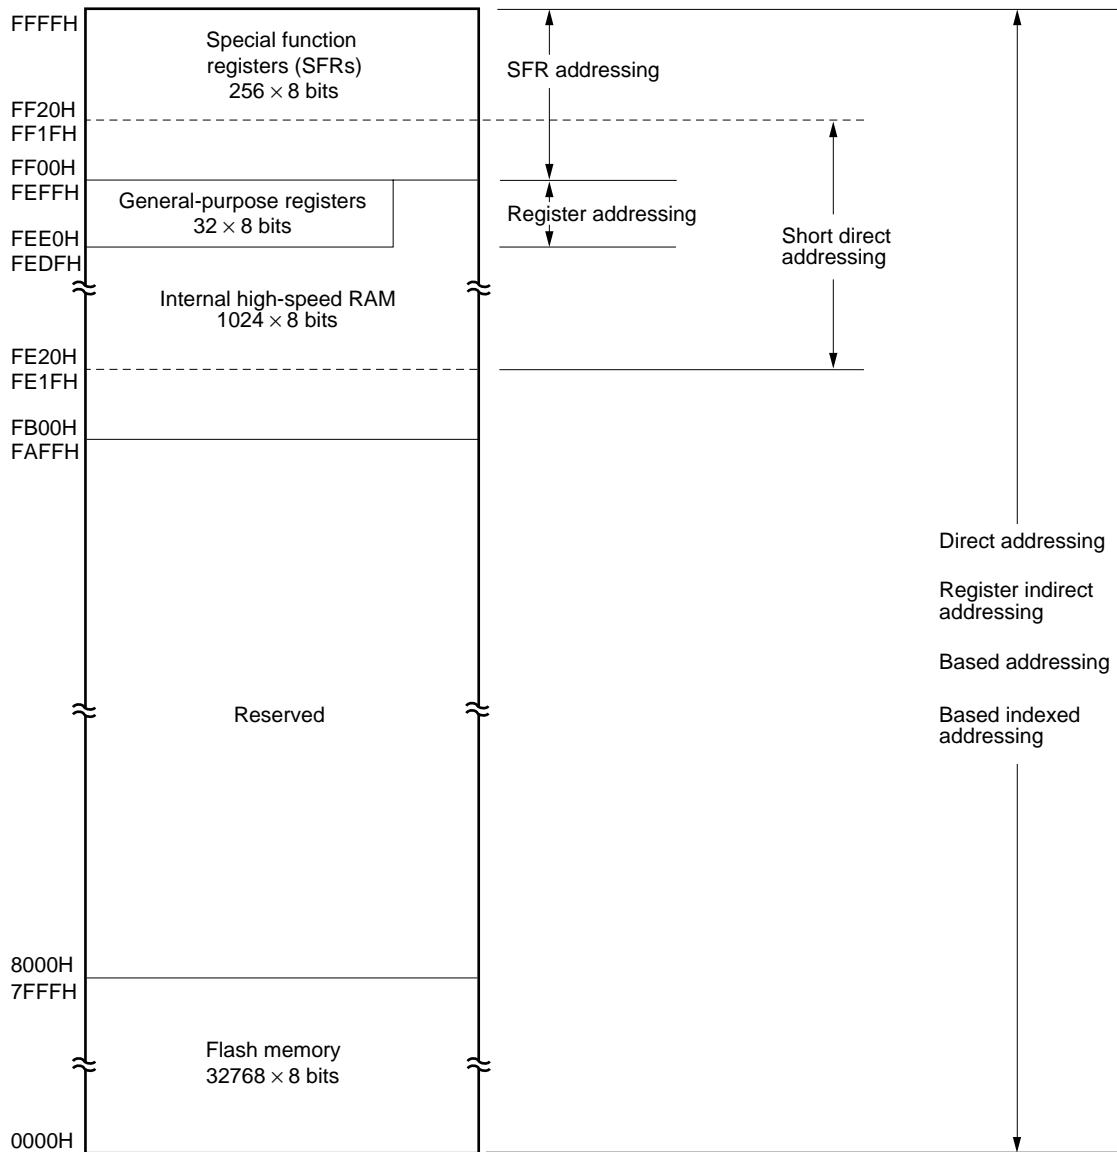 FFFFH
Special function
registers (SFRs)
256 × 8 bits
SFR addressing
FF20H
FF1FH
FF00H
FEFFH
General-purpose registers
32 × 8 bits
Register addressing
Short direct
addressing
FEE0H
FEDFH
Internal high-speed RAM
1024 × 8 bits
FE20H
FE1FH
FB00H
FAFFH
Direct addressing
Register indirect
addressing
Based addressing
Based indexed
addressing
Reserved
8000H
7FFFH
Flash memory
32768 × 8 bits
0000H